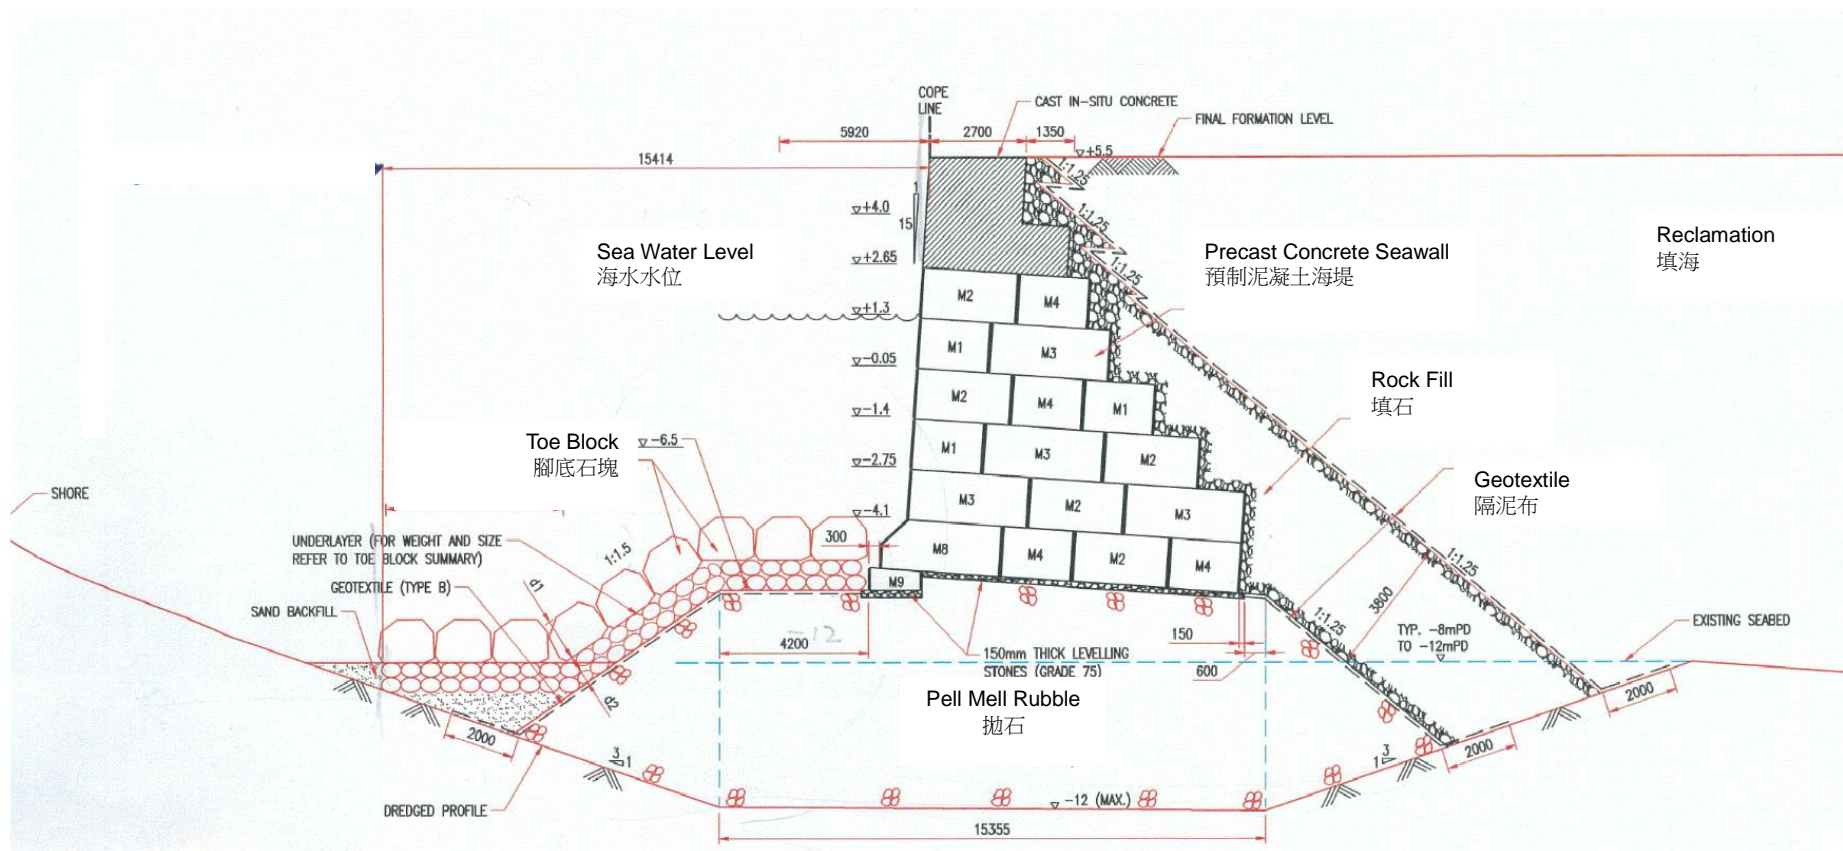 COPE
LINE
CAST IN-SITU CONCRETE
FINAL FORMATION LEVEL
5920
2700
1350
+5.5
15414
1:1.25
1
15
+4.0
1:1.25
Sea Water Level
海水水位
+2.65
1:1.25
Precast Concrete Seawall
預制泥凝土海堤
Reclamation
填海
M2
M4
+1.3
M1
M3
-0.05
Rock Fill
填石
M2
M4
M1
-1.4
Toe Block
腳底石塊
-6.5
M1
M3
M2
-2.75
Geotextile
隔泥布
SHORE
M3
M2
M3
-4.1
UNDERLAYER (FOR WEIGHT AND SIZE
REFER TO TOE BLOCK SUMMARY)
1:1.5
300
M8
M4
M2
M4
1:1.25
GEOTEXTILE (TYPE B)
d1
M9
3800
SAND BACKFILL
1:1.25
TYP. -8mPD
TO -12mPD
EXISTING SEABED
-12
4200
150
150mm THICK LEVELLING
STONES (GRADE 75)
600
d2
Pell Mell Rubble
拋石
2000
2000
2000
3
1
3
1
DREDGED PROFILE
-12 (MAX.)
15355